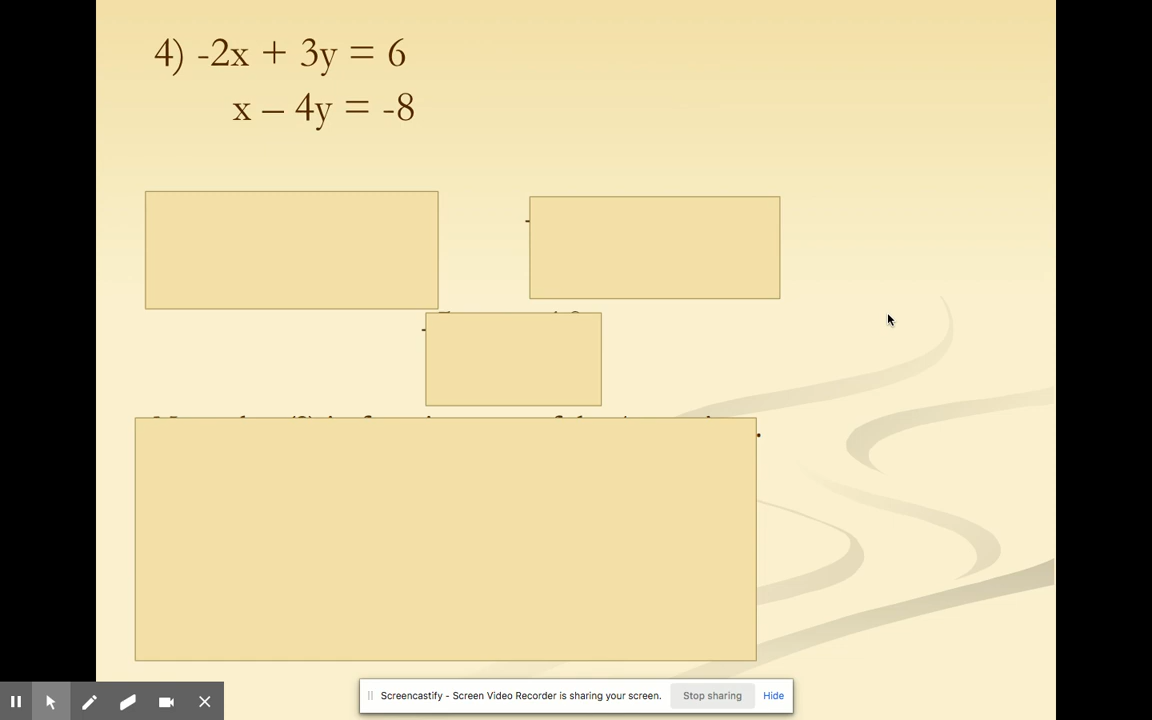 4) -2x + 3y = 6
x – 4y = -8
Screencastify - Screen Video Recorder is sharing your screen.
Stop sharing
Hide